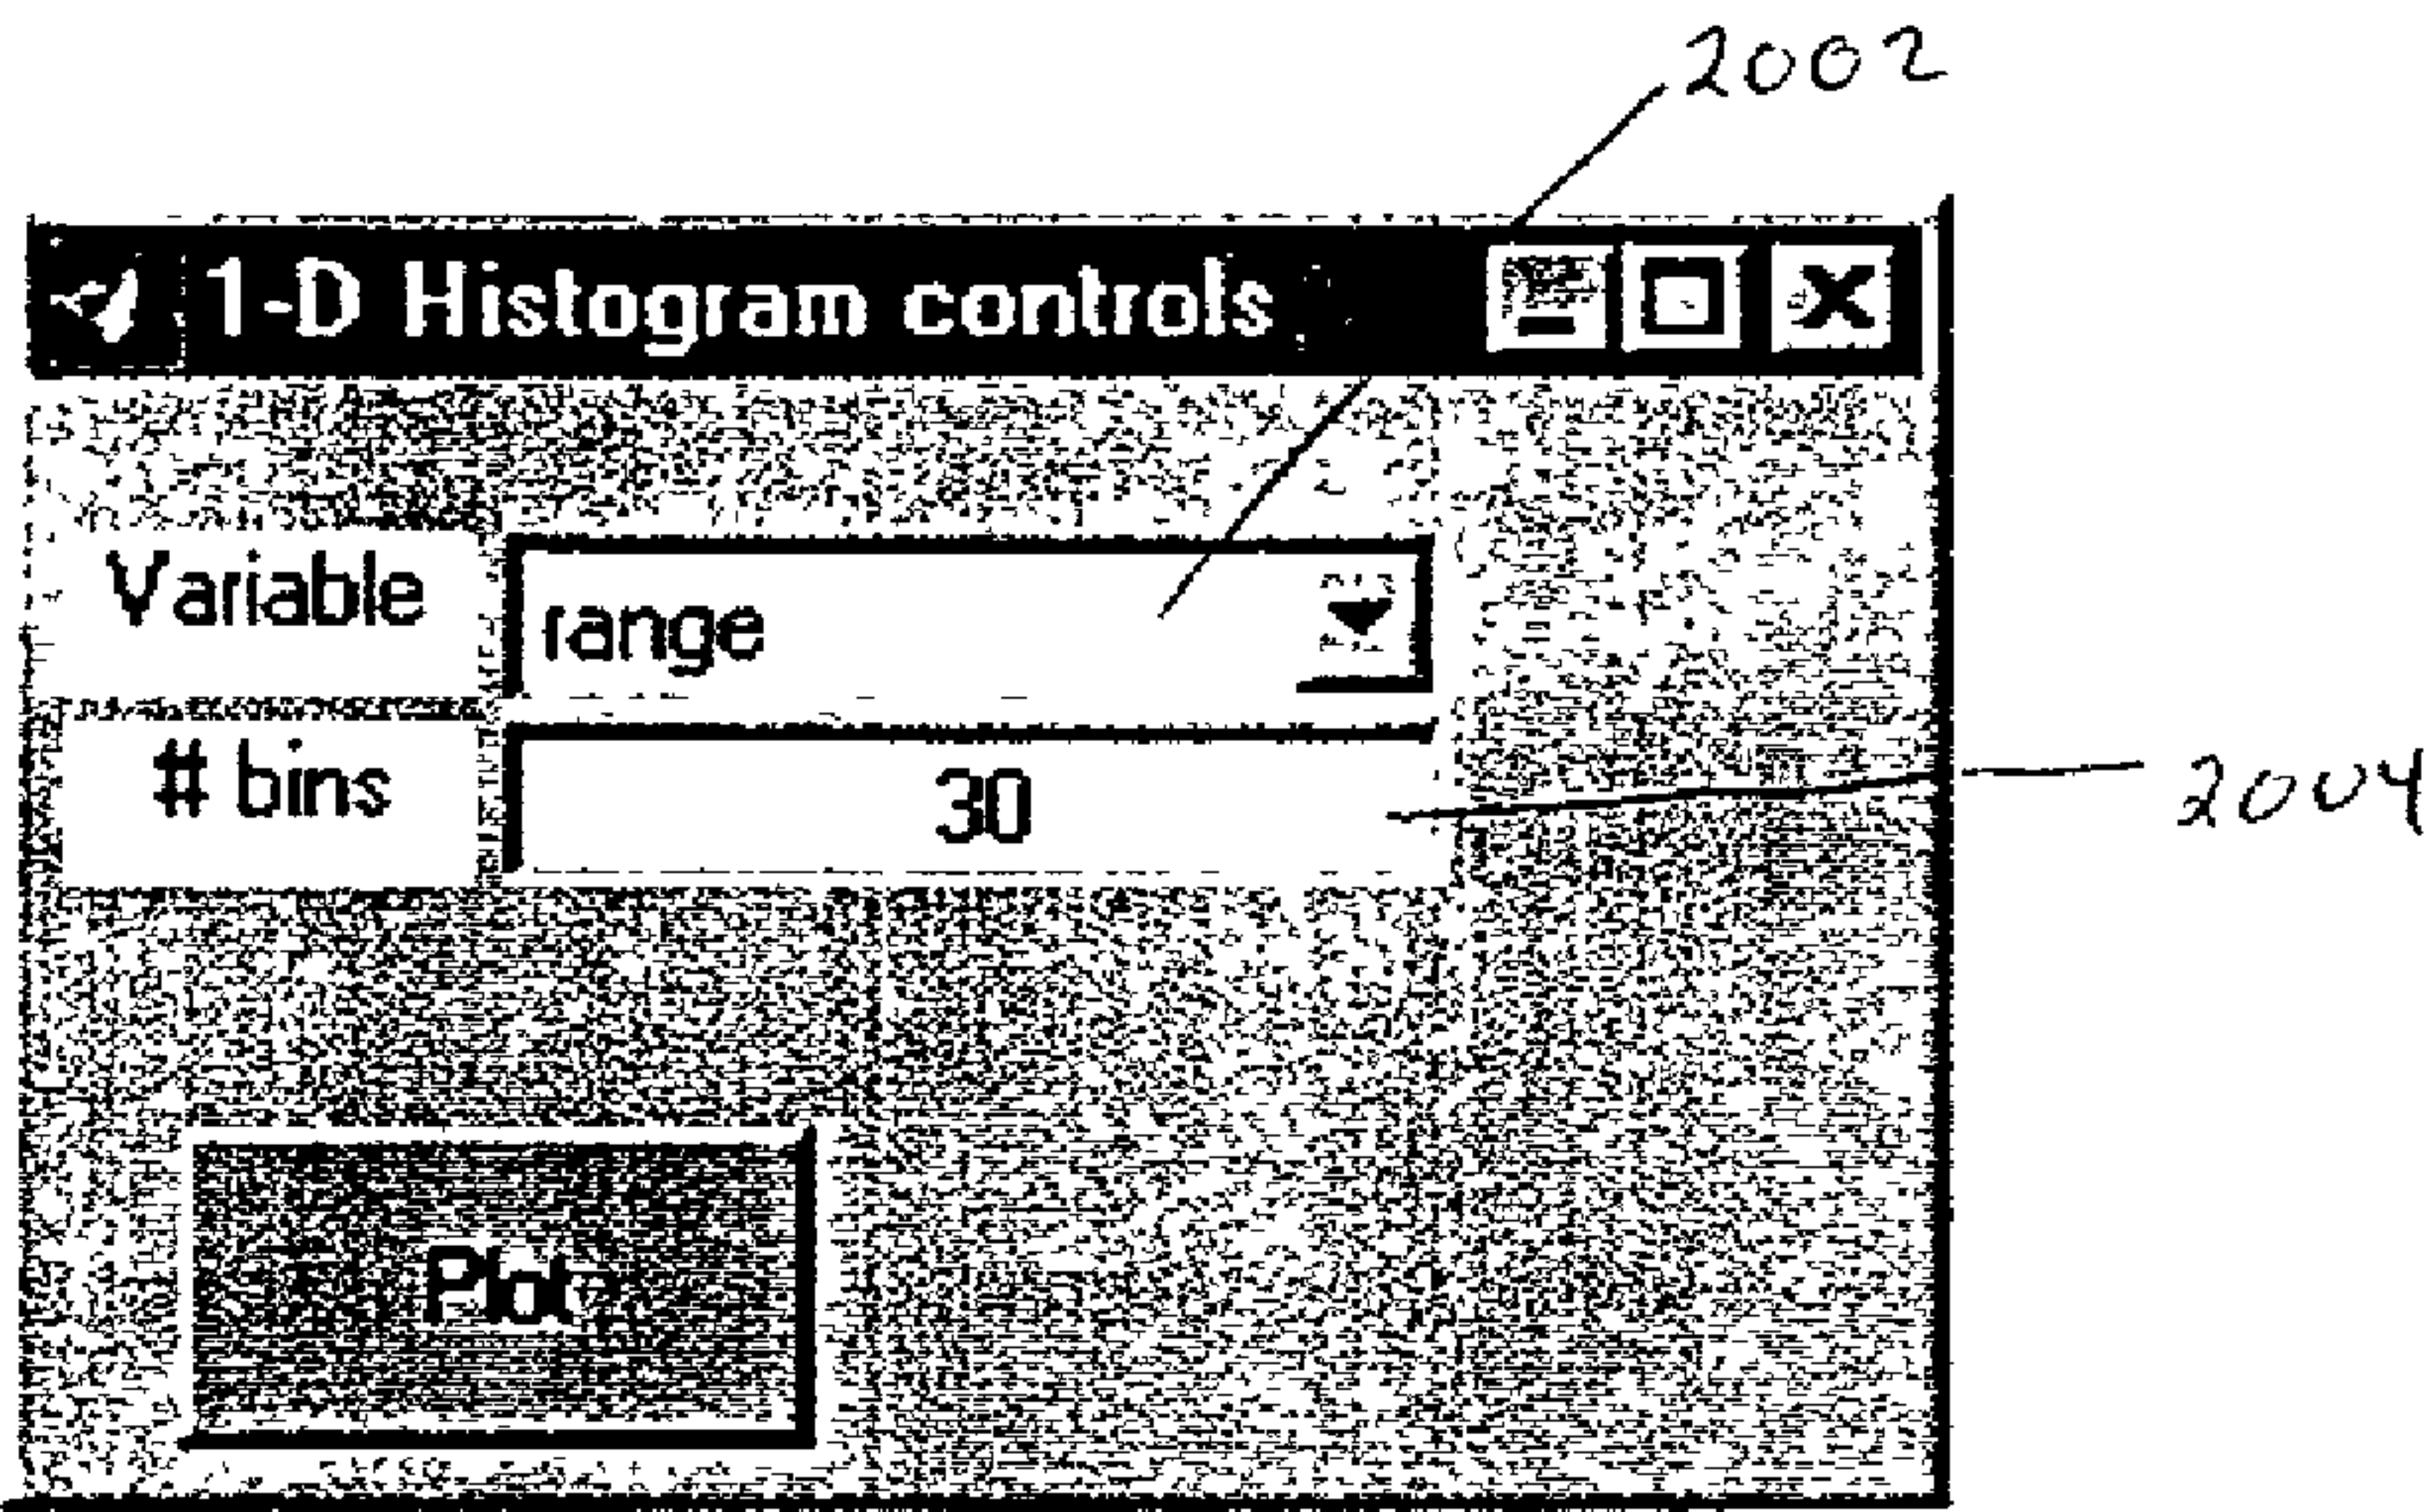 2002
1-D Histogram controls
Variable
range
# bins
30
2004
Plot